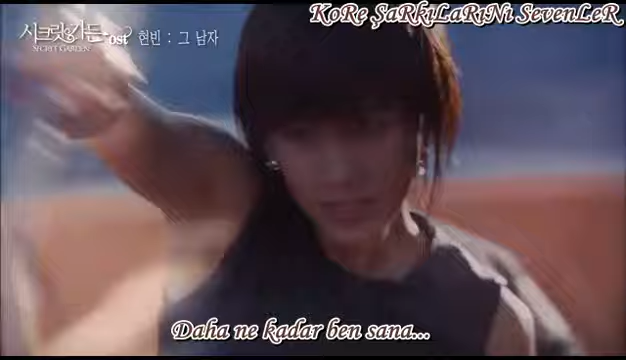 KoRe ŞaRkıLaRıNı SevenLeR
시크릿가든 ost 현빈 : 그 남자
SECRET GARDEN
Daha ne kadar ben sana...